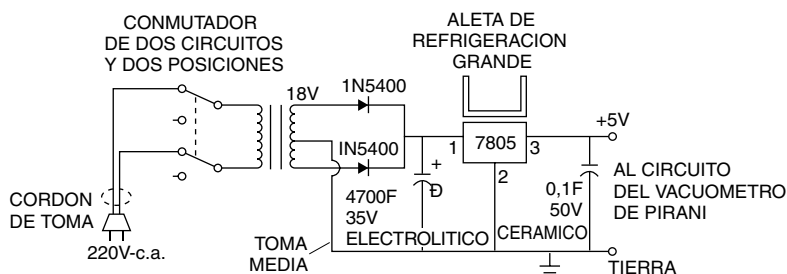 CONMUTADOR
DE DOS CIRCUITOS
Y DOS POSICIONES
ALETA DE
REFRIGERACION
GRANDE
18V
1N5400
+5V
1
7805
3
IN5400
2
+
Đ
4700F
35V
ELECTROLITICO
0,1F
50V
CERAMICO
AL CIRCUITO
DEL VACUOMETRO
DE PIRANI
CORDON
DE TOMA
220V-c.a.
TOMA
MEDIA
TIERRA